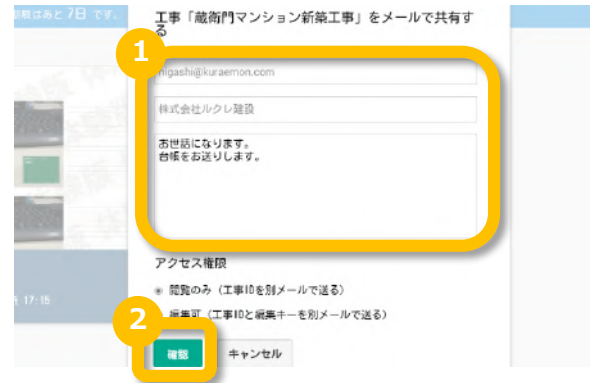 限はあと 7日 です。
工事「蔵衛門マンション新築工事」をメールで共有す
る
1
higashi@kuraemon.com
株式会社ルクレ建設
お世話になります。
台帳をお送りします。
アクセス権限
閲覧のみ（工事IDを別メールで送る）
17:15
2
編集可（工事IDと編集キーを別メールで送る）
確認
キャンセル